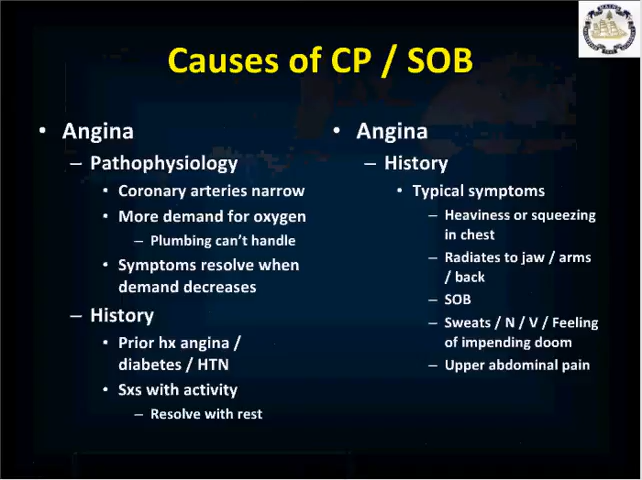 Causes of CP / SOB
• Angina
– Pathophysiology
• Coronary arteries narrow
• More demand for oxygen
– Plumbing can't handle
• Symptoms resolve when
demand decreases
– History
• Prior hx angina /
diabetes / HTN
• Sxs with activity
– Resolve with rest
• Angina
– History
• Typical symptoms
– Heaviness or squeezing
in chest
– Radiates to jaw / arms
/ back
– SOB
– Sweats / N / V / Feeling
of impending doom
– Upper abdominal pain